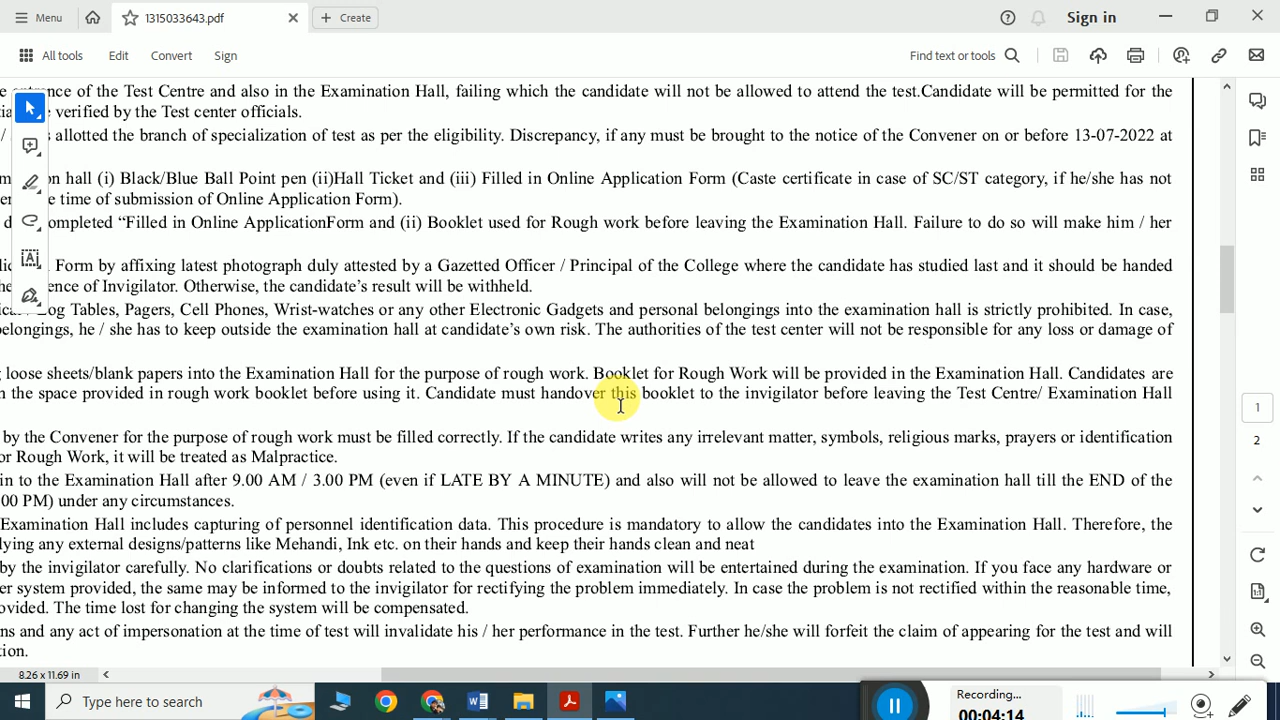 Menu
1315033643.pdf
Create
Sign in
All tools
Edit
Convert
Sign
Find text or tools
entrance of the Test Centre and also in the Examination Hall, failing which the candidate will not be allowed to attend the test.Candidate will be permitted for the
verified by the Test center officials.
/ allotted the branch of specialization of test as per the eligibility. Discrepancy, if any must be brought to the notice of the Convener on or before 13-07-2022 at
on hall (i) Black/Blue Ball Point pen (ii)Hall Ticket and (iii) Filled in Online Application Form (Caste certificate in case of SC/ST category, if he/she has not
time of submission of Online Application Form).
completed “Filled in Online ApplicationForm and (ii) Booklet used for Rough work before leaving the Examination Hall. Failure to do so will make him / her
Form by affixing latest photograph duly attested by a Gazetted Officer / Principal of the College where the candidate has studied last and it should be handed
ence of Invigilator. Otherwise, the candidate’s result will be withheld.
Log Tables, Pagers, Cell Phones, Wrist-watches or any other Electronic Gadgets and personal belongings into the examination hall is strictly prohibited. In case,
belongings, he / she has to keep outside the examination hall at candidate’s own risk. The authorities of the test center will not be responsible for any loss or damage of
loose sheets/blank papers into the Examination Hall for the purpose of rough work. Booklet for Rough Work will be provided in the Examination Hall. Candidates are
the space provided in rough work booklet before using it. Candidate must handover this booklet to the invigilator before leaving the Test Centre/ Examination Hall
by the Convener for the purpose of rough work must be filled correctly. If the candidate writes any irrelevant matter, symbols, religious marks, prayers or identification
or Rough Work, it will be treated as Malpractice.
in to the Examination Hall after 9.00 AM / 3.00 PM (even if LATE BY A MINUTE) and also will not be allowed to leave the examination hall till the END of the
00 PM) under any circumstances.
Examination Hall includes capturing of personnel identification data. This procedure is mandatory to allow the candidates into the Examination Hall. Therefore, the
lying any external designs/patterns like Mehandi, Ink etc. on their hands and keep their hands clean and neat
by the invigilator carefully. No clarifications or doubts related to the questions of examination will be entertained during the examination. If you face any hardware or
er system provided, the same may be informed to the invigilator for rectifying the problem immediately. In case the problem is not rectified within the reasonable time,
ovided. The time lost for changing the system will be compensated.
ns and any act of impersonation at the time of test will invalidate his / her performance in the test. Further he/she will forfeit the claim of appearing for the test and will
tion.
1
2
8.26 x 11.69 in
Type here to search
Recording...
00:04:14